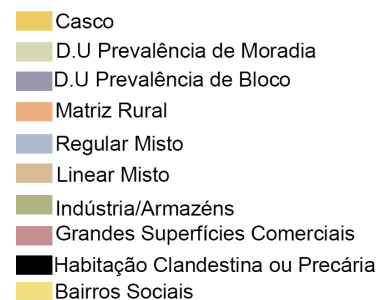 Casco
D.U Prevalência de Moradia
D.U Prevalência de Bloco
Matriz Rural
Regular Misto
Linear Misto
Indústria/Armazéns
Grandes Superfícies Comerciais
Habitação Clandestina ou Precária
Bairros Sociais